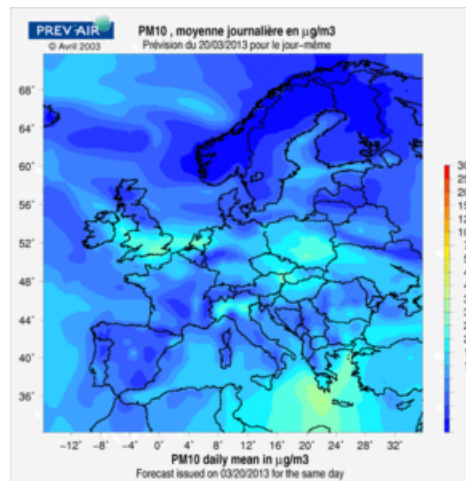 PREV'AIR
© Avril 2003
PM10 , moyenne journalière en µg/m3
Prévision du 20/03/2013 pour le jour-même
68°
64°
60°
56°
52°
48°
44°
40°
36°
-12° -8° -4° 0° 4° 8° 12° 16° 20° 24° 28° 32°
PM10 daily mean in µg/m3
Forecast issued on 03/20/2013 for the same day